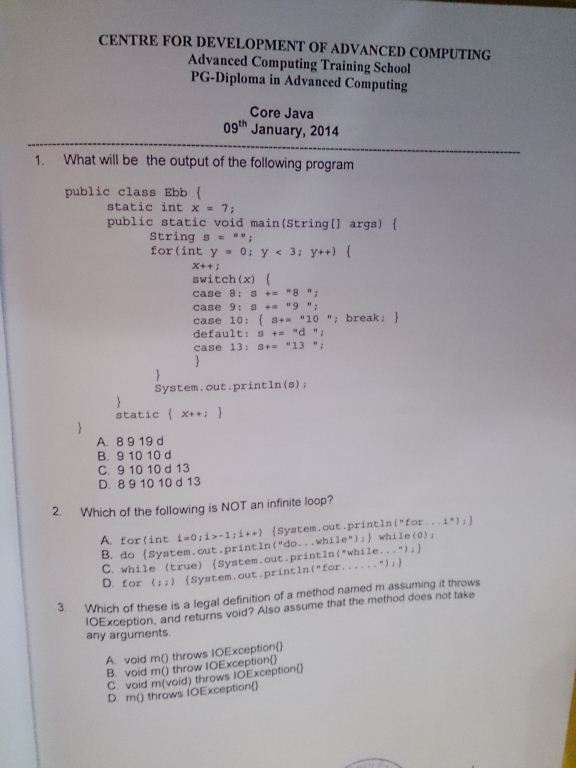 CENTRE FOR DEVELOPMENT OF ADVANCED COMPUTING
Advanced Computing Training School
PG-Diploma in Advanced Computing
Core Java
09th January, 2014
1. What will be the output of the following program
public class Ebb {
static int x = 7;
public static void main(String[] args) {
String s = "";
for(int y = 0; y < 3; y++) {
x++;
switch(x) {
case 8: s += "8 ";
case 9: s += "9 ";
case 10: { s+= "10 "; break; }
default: s += "d ";
case 13: s+= "13 ";
}
}
System.out.println(s);
}
static { x++; }
}
A. 8 9 19 d
B. 9 10 10 d
C. 9 10 10 d 13
D. 8 9 10 10 d 13
2. Which of the following is NOT an infinite loop?
A. for(int i=0;i>-1;i++) {System.out.println("for...i");}
B. do {System.out.println("do...while");} while(0);
C. while (true) {System.out.println("while...");}
D. for (;;) {System.out.println("for......");}
3. Which of these is a legal definition of a method named m assuming it throws
IOException, and returns void? Also assume that the method does not take
any arguments.
A. void m() throws IOException{}
B. void m() throw IOException{}
C. void m(void) throws IOException{}
D. m() throws IOException{}